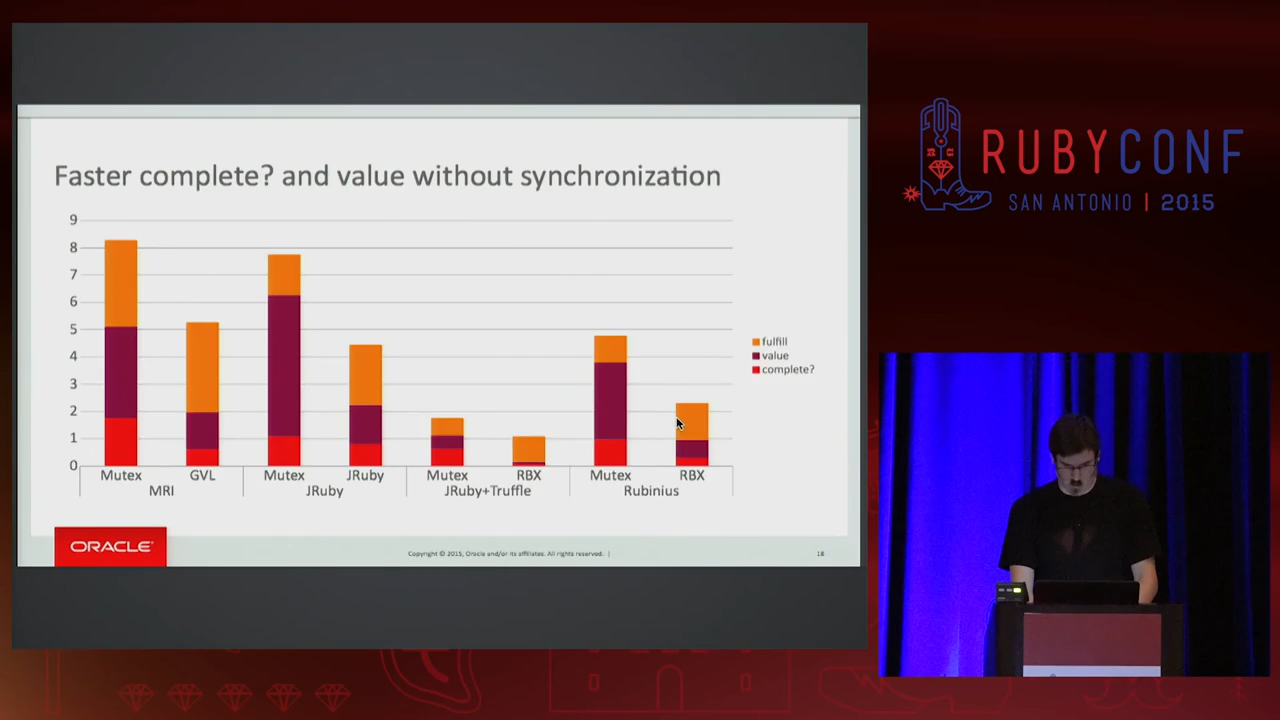 Faster complete? and value without synchronization
9
8
7
6
5
4
3
2
1
0
Mutex GVL Mutex JRuby Mutex RBX Mutex RBX
MRI JRuby JRuby+Truffle Rubinius
fulfill
value
complete?
ORACLE
Copyright © 2015, Oracle and/or its affiliates. All rights reserved. |
18
RUBYCONF
SAN ANTONIO | 2015